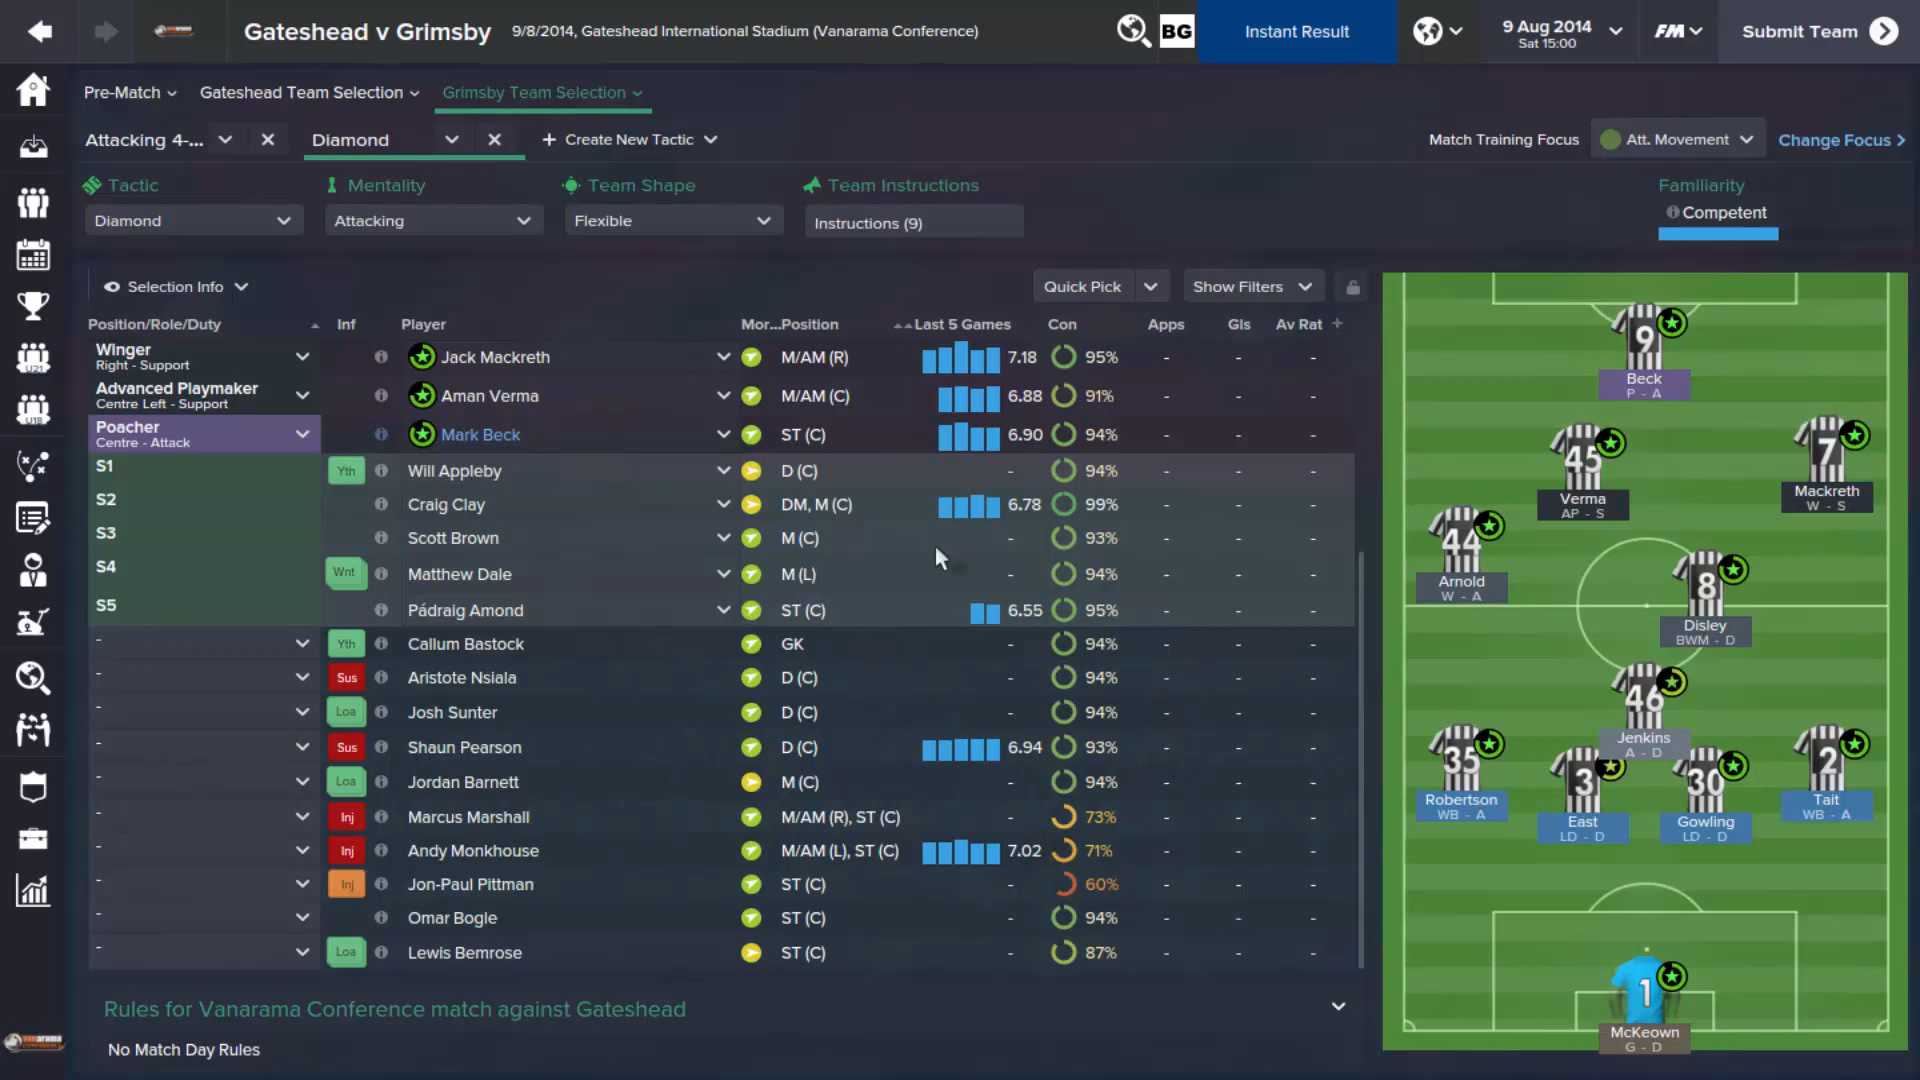 Gateshead v Grimsby 9/8/2014, Gateshead International Stadium (Vanarama Conference) BG Instant Result 9 Aug 2014 FM Submit Team
Sat 15:00
Pre-Match Gateshead Team Selection Grimsby Team Selection
Attacking 4-... Diamond + Create New Tactic Match Training Focus Att. Movement Change Focus
Tactic Mentality Team Shape Team Instructions Familiarity
Diamond Attacking Flexible Instructions (9) Competent
Selection Info Quick Pick Show Filters
Position/Role/Duty Inf Player Mor... Position Last 5 Games Con Apps Gls Av Rat +
Winger
Right - Support Jack Mackreth M/AM (R) 7.18 95% - - -
Advanced Playmaker
Centre Left - Support Aman Verma M/AM (C) 6.88 91% - - -
Poacher
Centre - Attack Mark Beck ST (C) 6.90 94% - - -
S1 Yth Will Appleby D (C) - 94% - - -
S2 Craig Clay DM, M (C) 6.78 99% - - -
S3 Scott Brown M (C) - 93% - - -
S4 Wnt Matthew Dale M (L) - 94% - - -
S5 Pádraig Amond ST (C) 6.55 95% - - -
- Yth Callum Bastock GK - 94% - - -
- Sus Aristote Nsiala D (C) - 94% - - -
- Loa Josh Sunter D (C) - 94% - - -
- Sus Shaun Pearson D (C) 6.94 93% - - -
- Loa Jordan Barnett M (C) - 94% - - -
- Inj Marcus Marshall M/AM (R), ST (C) - 73% - - -
- Inj Andy Monkhouse M/AM (L), ST (C) 7.02 71% - - -
- Inj Jon-Paul Pittman ST (C) - 60% - - -
- Omar Bogle ST (C) - 94% - - -
- Loa Lewis Bemrose ST (C) - 87% - - -
Rules for Vanarama Conference match against Gateshead
No Match Day Rules
9
Beck
P - A
45
Verma
AP - S
7
Mackreth
W - S
44
Arnold
W - A
8
Disley
BWM - D
46
Jenkins
A - D
35
Robertson
WB - A
3
East
LD - D
30
Gowling
LD - D
2
Tait
WB - A
1
McKeown
G - D
U21
U18